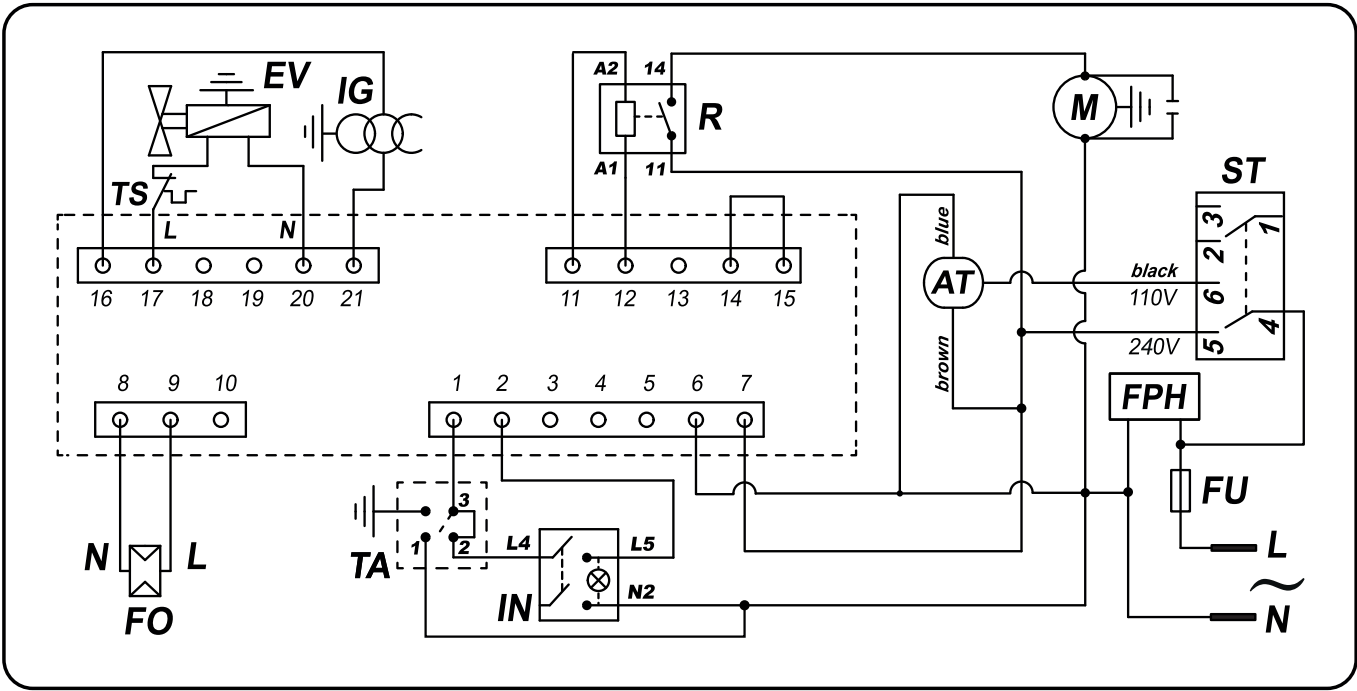 EV
IG
A2
14
R
M
TS
A1
11
ST
L
N
blue
3
1
2
AT
black
6
110V
16 17 18 19 20 21
11 12 13 14 15
4
5
240V
brown
8 9 10
1 2 3 4 5 6 7
FPH
3
FU
1
2
L4
L5
N
L
TA
L
N2
IN
FO
N